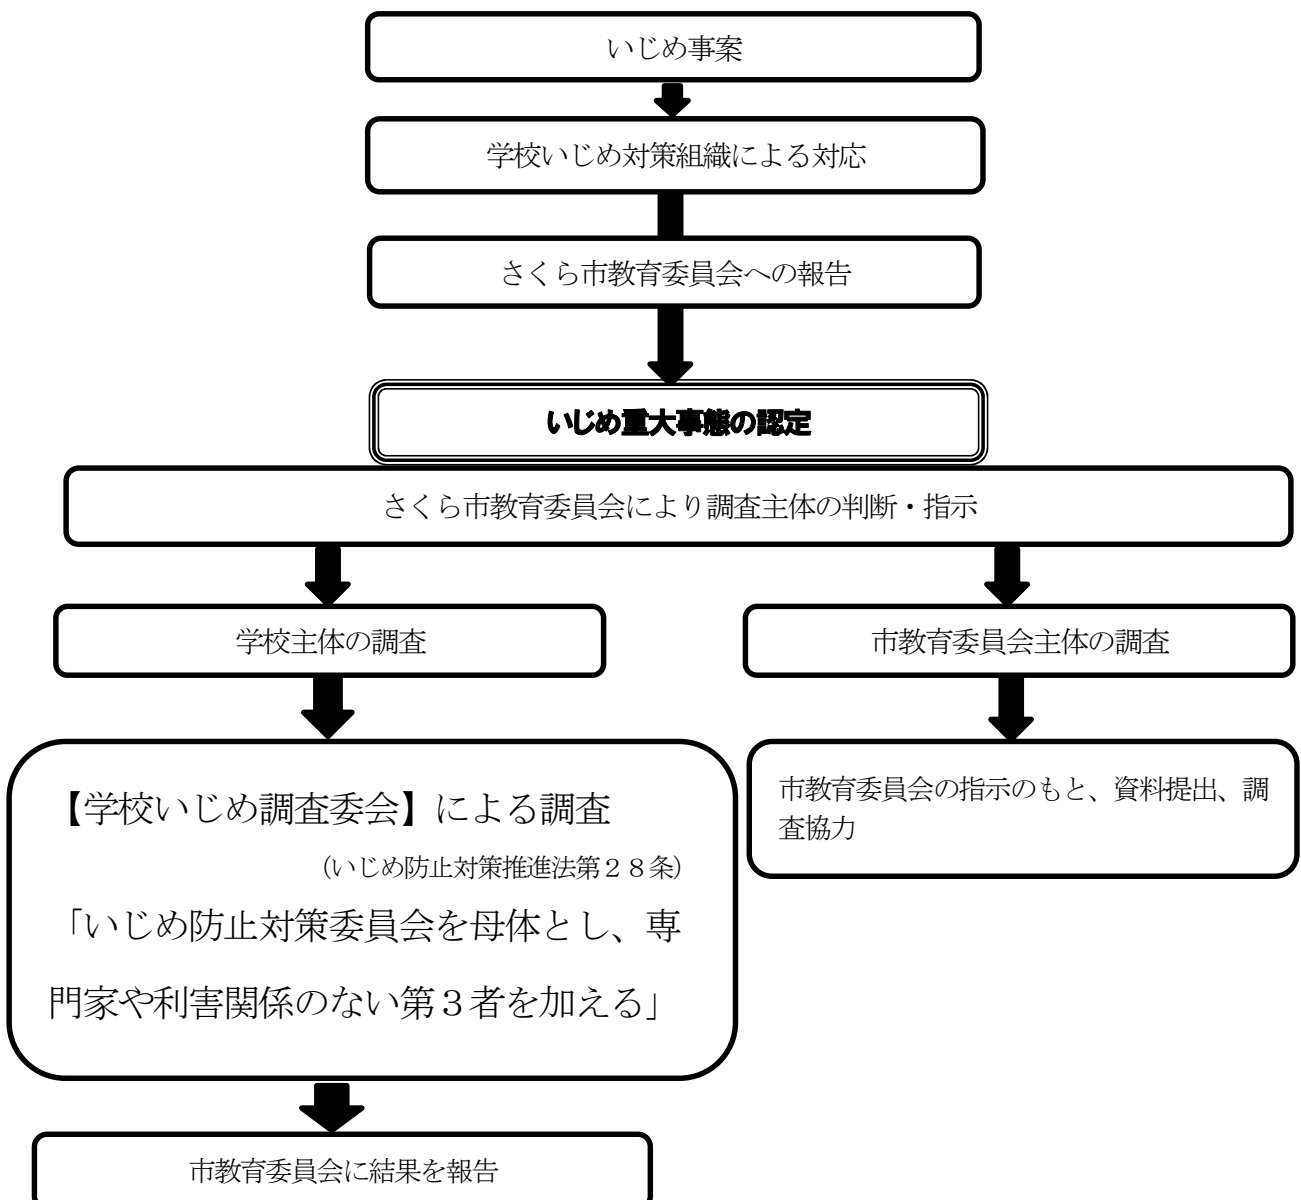 いじめ事案
学校いじめ対策組織による対応
さくら市教育委員会への報告
いじめ重大事態の認定
さくら市教育委員会により調査主体の判断・指示
学校主体の調査
市教育委員会主体の調査
【学校いじめ調査委会】による調査
（いじめ防止対策推進法第２８条）
「いじめ防止対策委員会を母体とし、専
門家や利害関係のない第３者を加える」
市教育委員会の指示のもと、資料提出、調
査協力
市教育委員会に結果を報告